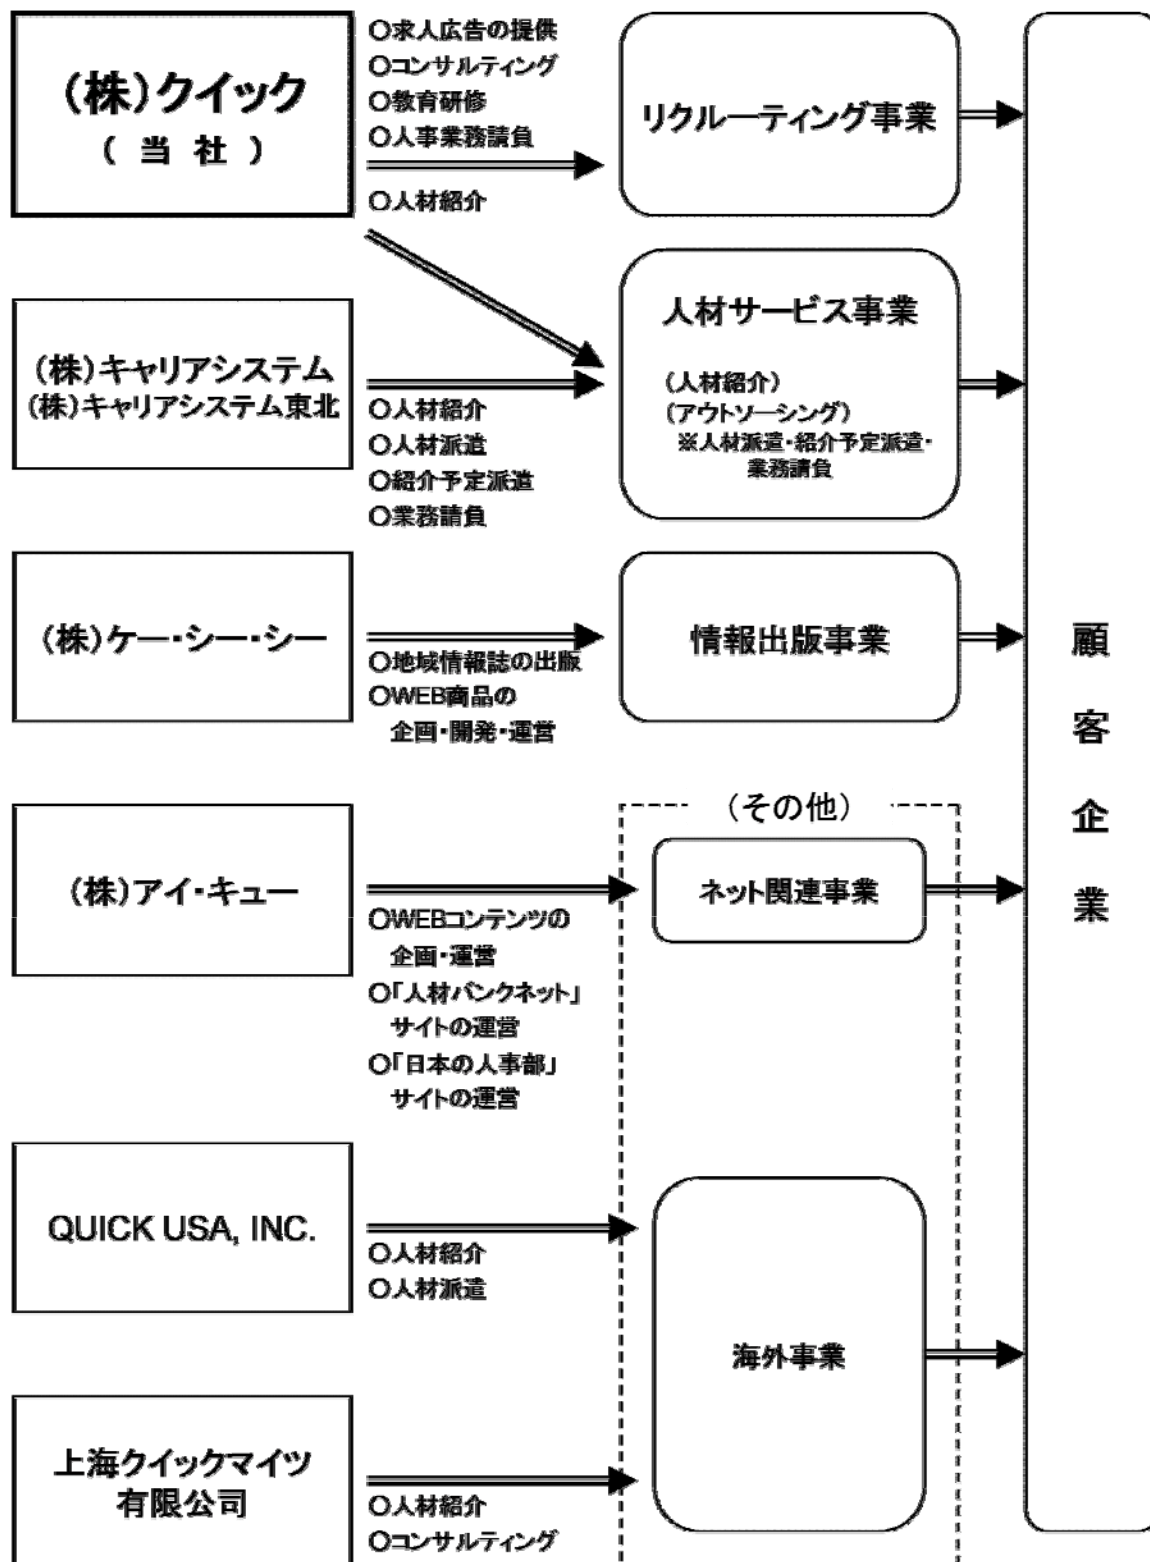 (株)クイック
( 当 社 )
○求人広告の提供
○コンサルティング
○教育研修
○人事業務請負
○人材紹介
リクルーティング事業
(株)キャリアシステム
(株)キャリアシステム東北
○人材紹介
○人材派遣
○紹介予定派遣
○業務請負
人材サービス事業
(人材紹介)
(アウトソーシング)
※人材派遣・紹介予定派遣・
業務請負
(株)ケー・シー・シー
○地域情報誌の出版
○WEB商品の
企画・開発・運営
情報出版事業
(その他)
(株)アイ・キュー
○WEBコンテンツの
企画・運営
○「人材バンクネット」
サイトの運営
○「日本の人事部」
サイトの運営
ネット関連事業
QUICK USA, INC.
○人材紹介
○人材派遣
海外事業
上海クイックマイツ
有限公司
○人材紹介
○コンサルティング
顧客企業